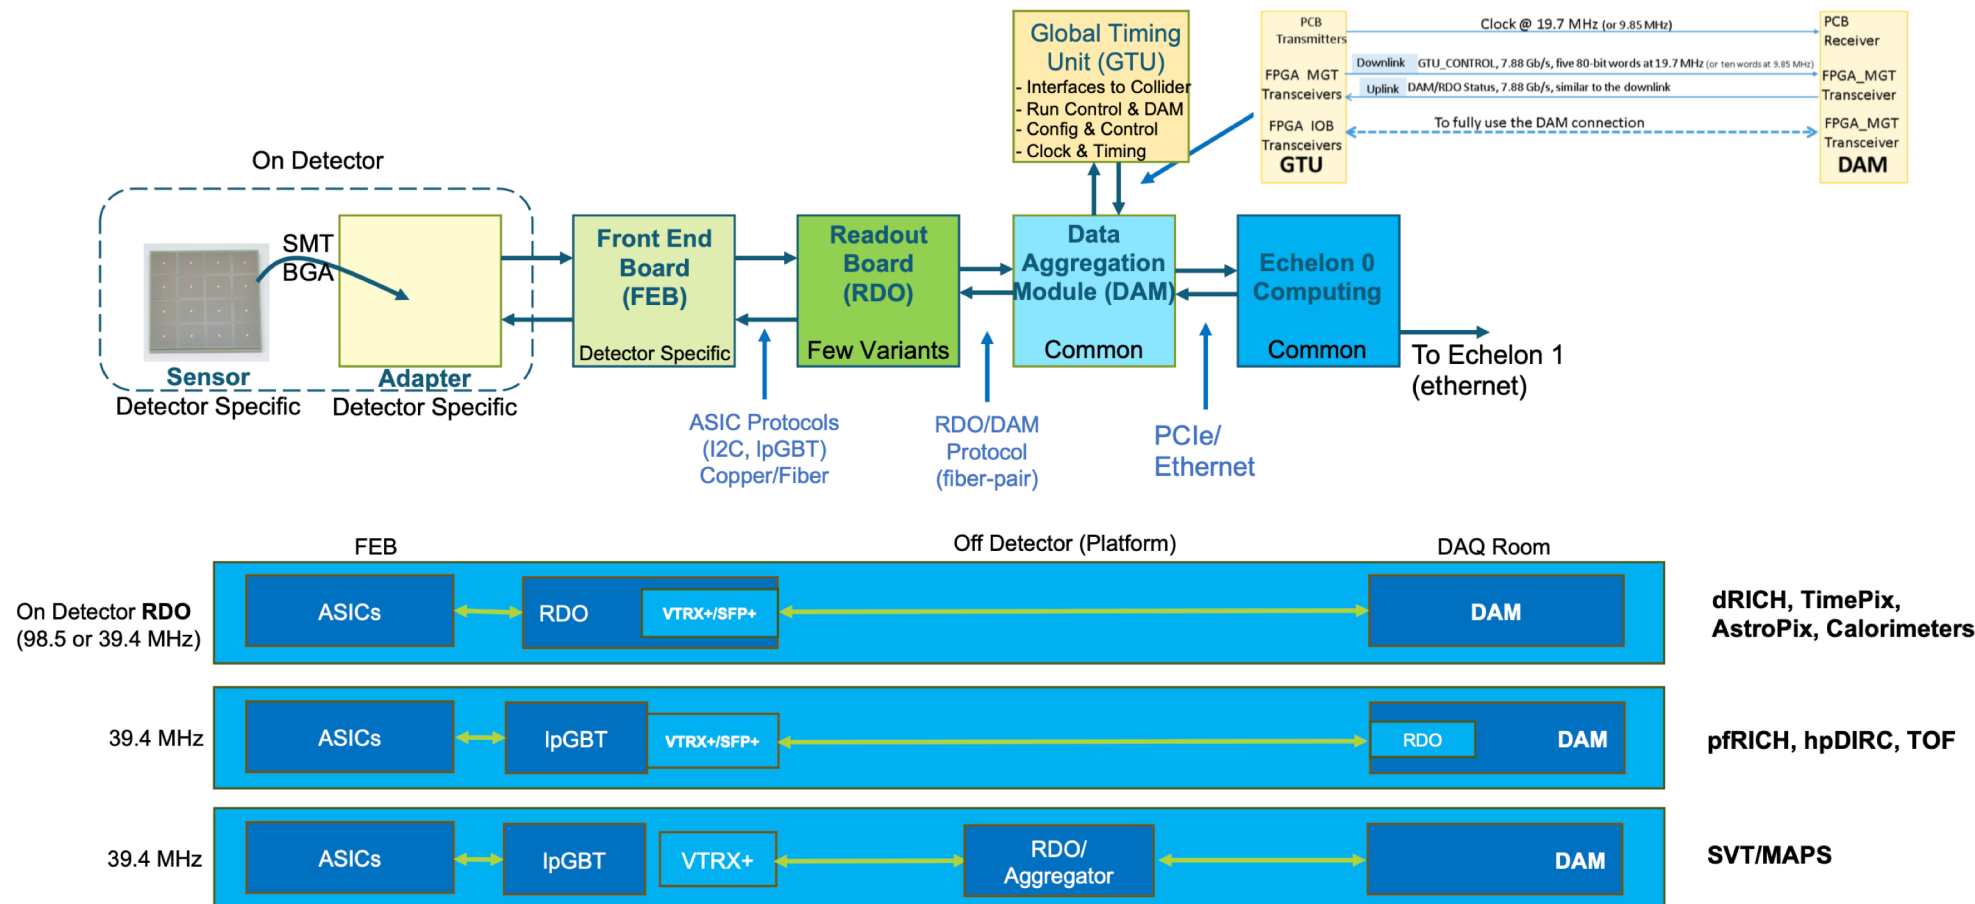 Global Timing
Unit (GTU)
- Interfaces to Collider
- Run Control & DAM
- Config & Control
- Clock & Timing
PCB
Transmitters
Clock @ 19.7 MHz (or 9.85 MHz)
PCB
Receiver
FPGA MGT
Transceivers
Downlink GTU_CONTROL, 7.88 Gb/s, five 80-bit words at 19.7 MHz (or ten words at 9.85 MHz)
Uplink DAM/RDO Status, 7.88 Gb/s, similar to the downlink
FPGA_MGT
Transceiver
FPGA IOB
Transceivers
To fully use the DAM connection
FPGA_MGT
Transceiver
GTU
DAM
On Detector
SMT
BGA
Sensor
Detector Specific
Adapter
Detector Specific
Front End
Board
(FEB)
Detector Specific
Readout
Board
(RDO)
Few Variants
Data
Aggregation
Module (DAM)
Common
Echelon 0
Computing
Common
To Echelon 1
(ethernet)
ASIC Protocols
(I2C, lpGBT)
Copper/Fiber
RDO/DAM
Protocol
(fiber-pair)
PCIe/
Ethernet
FEB
Off Detector (Platform)
DAQ Room
On Detector RDO
(98.5 or 39.4 MHz)
ASICs
RDO
VTRX+/SFP+
DAM
dRICH, TimePix,
AstroPix, Calorimeters
39.4 MHz
ASICs
lpGBT
VTRX+/SFP+
RDO
DAM
pfRICH, hpDIRC, TOF
39.4 MHz
ASICs
lpGBT
VTRX+
RDO/
Aggregator
DAM
SVT/MAPS